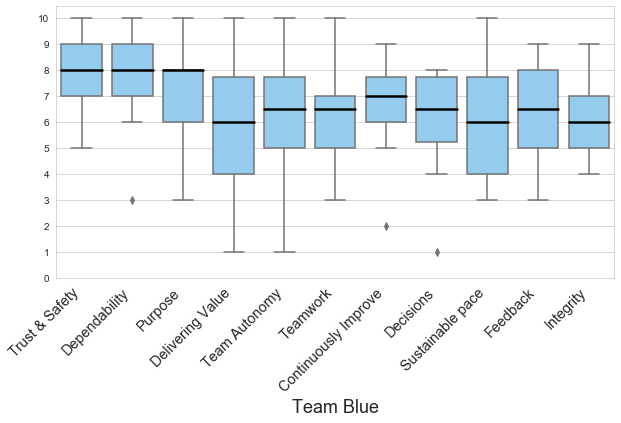 10
9
8
7
6
5
4
3
2
1
0
Trust & Safety
Dependability
Purpose
Delivering Value
Team Autonomy
Teamwork
Continuously Improve
Decisions
Sustainable pace
Feedback
Integrity
Team Blue